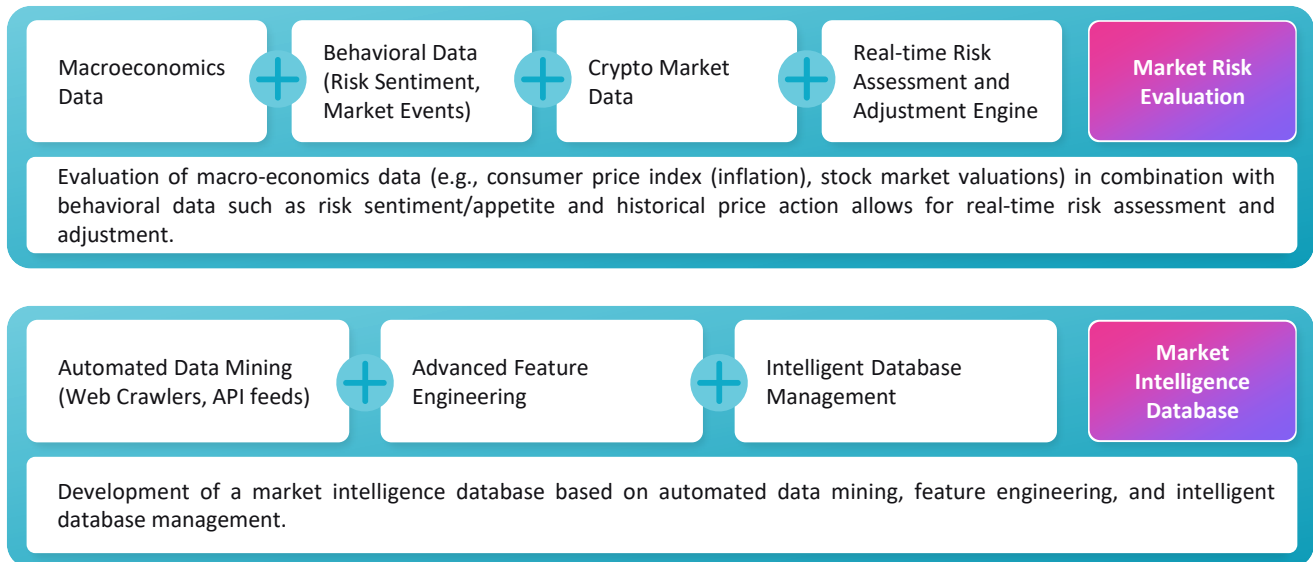 Macroeconomics
Data
Behavioral Data
(Risk Sentiment,
Market Events)
Crypto Market
Data
Real-time Risk
Assessment and
Adjustment Engine
Market Risk
Evaluation
Evaluation of macro-economics data (e.g., consumer price index (inflation), stock market valuations) in combination with
behavioral data such as risk sentiment/appetite and historical price action allows for real-time risk assessment and
adjustment.
Automated Data Mining
(Web Crawlers, API feeds)
Advanced Feature
Engineering
Intelligent Database
Management
Market
Intelligence
Database
Development of a market intelligence database based on automated data mining, feature engineering, and intelligent
database management.